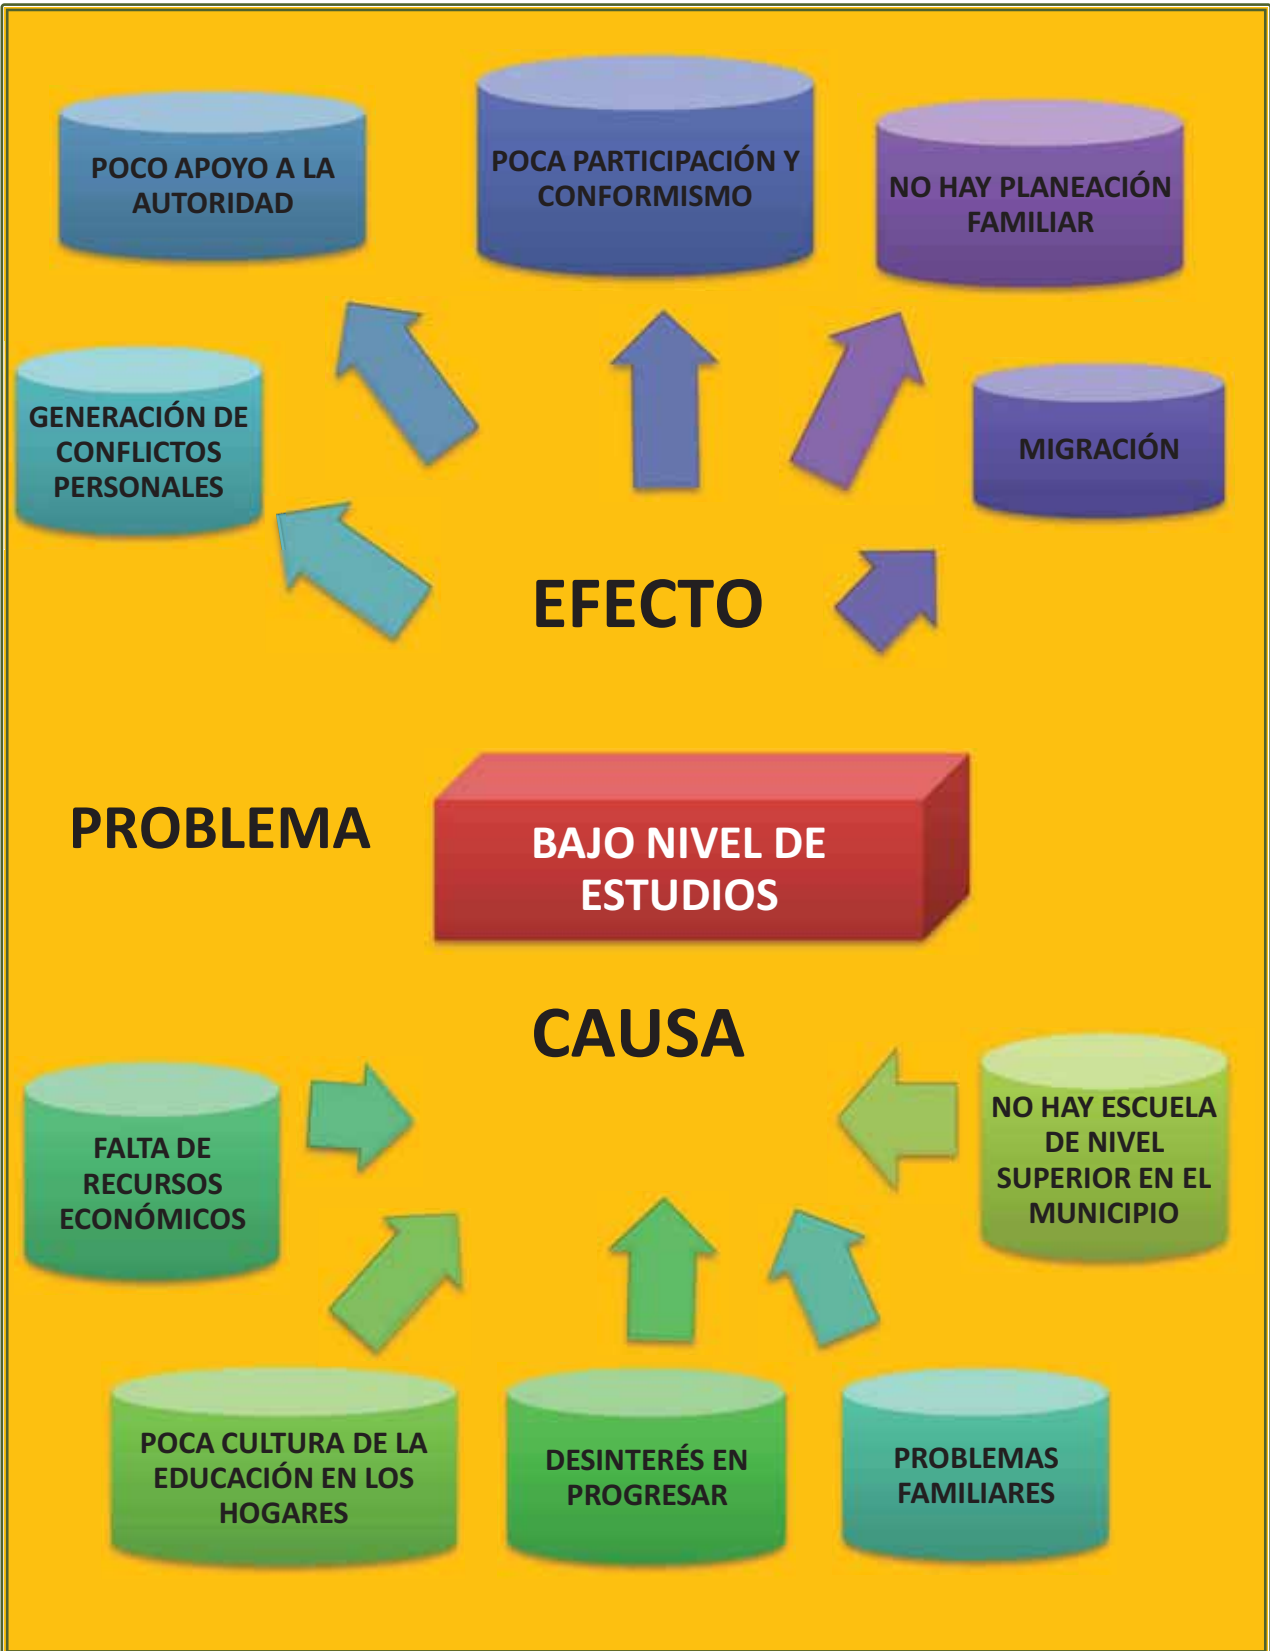 POCO APOYO A LA
AUTORIDAD
POCA PARTICIPACIÓN Y
CONFORMISMO
NO HAY PLANEACIÓN
FAMILIAR
GENERACIÓN DE
CONFLICTOS
PERSONALES
MIGRACIÓN
EFECTO
PROBLEMA
BAJO NIVEL DE
ESTUDIOS
CAUSA
FALTA DE
RECURSOS
ECONÓMICOS
NO HAY ESCUELA
DE NIVEL
SUPERIOR EN EL
MUNICIPIO
POCA CULTURA DE LA
EDUCACIÓN EN LOS
HOGARES
DESINTERÉS EN
PROGRESAR
PROBLEMAS
FAMILIARES